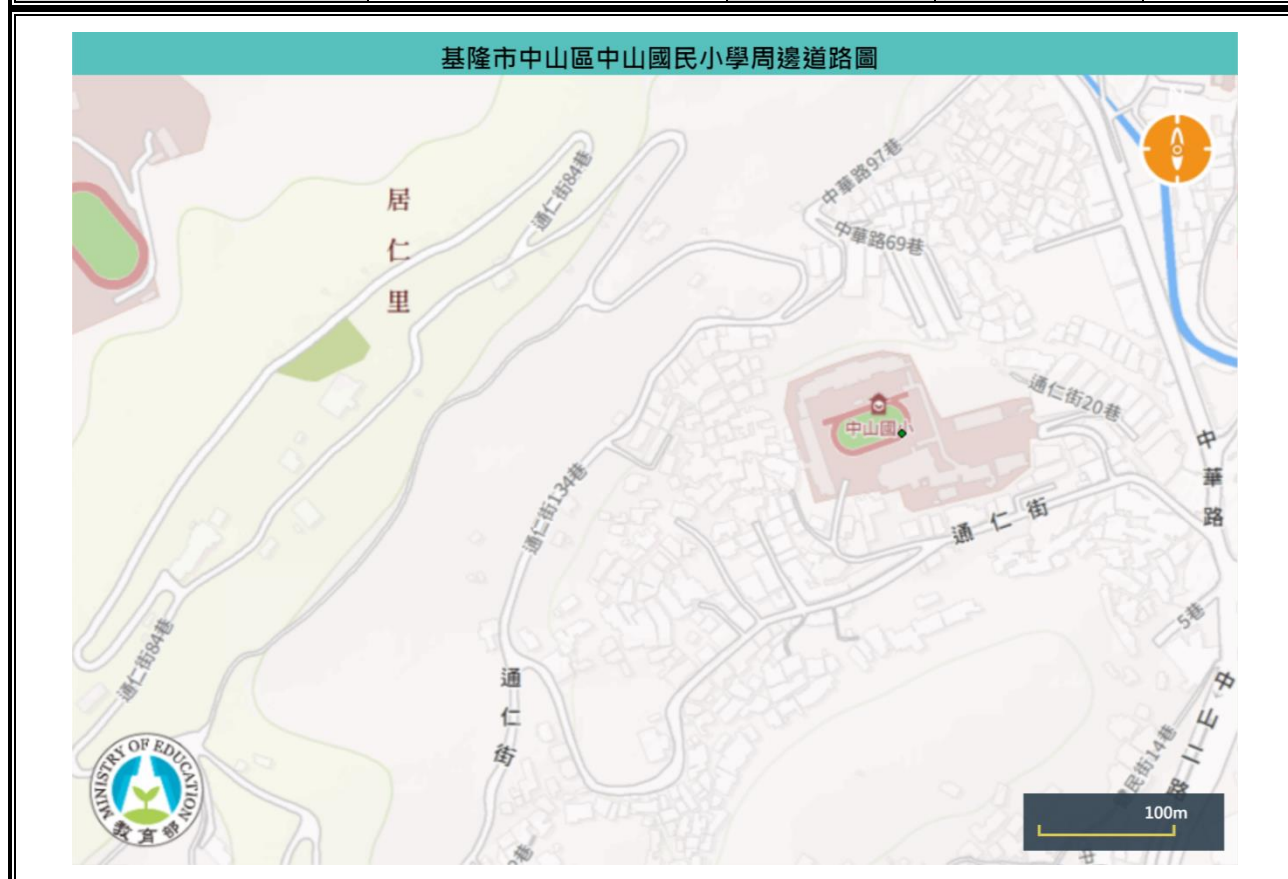 基隆市中山區中山國民小學周邊道路圖
居仁里
通仁街84巷
中華路97巷
中華路69巷
通仁街20巷
中山國小
中華路
通仁街134巷
通仁街
5巷
通仁街84巷
通仁街
中山二路
MINISTRY OF EDUCATION
教育部
100m